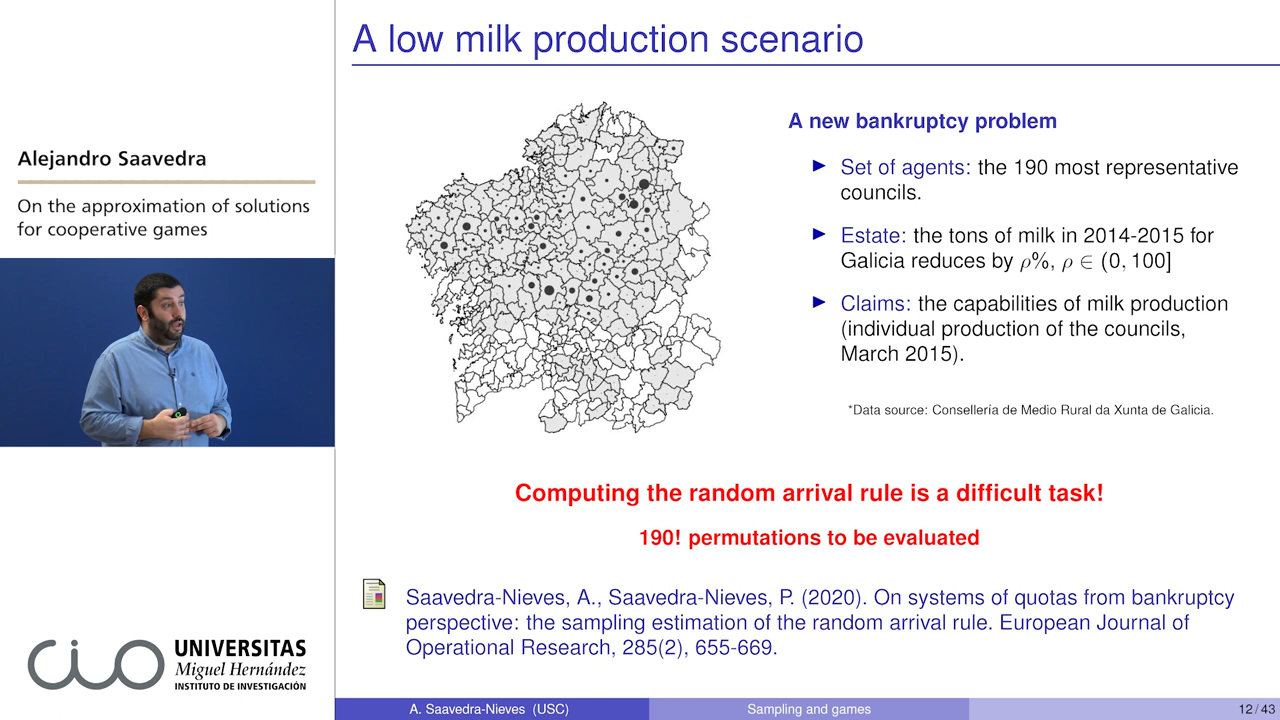 Alejandro Saavedra
On the approximation of solutions
for cooperative games
UNIVERSITAS
Miguel Hernández
INSTITUTO DE INVESTIGACIÓN
A low milk production scenario
A new bankruptcy problem
Set of agents: the 190 most representative
councils.
Estate: the tons of milk in 2014-2015 for
Galicia reduces by ρ%, ρ ∈ (0, 100]
Claims: the capabilities of milk production
(individual production of the councils,
March 2015).
*Data source: Consellería de Medio Rural da Xunta de Galicia.
Computing the random arrival rule is a difficult task!
190! permutations to be evaluated
Saavedra-Nieves, A., Saavedra-Nieves, P. (2020). On systems of quotas from bankruptcy
perspective: the sampling estimation of the random arrival rule. European Journal of
Operational Research, 285(2), 655-669.
A. Saavedra-Nieves (USC)
Sampling and games
12 / 43